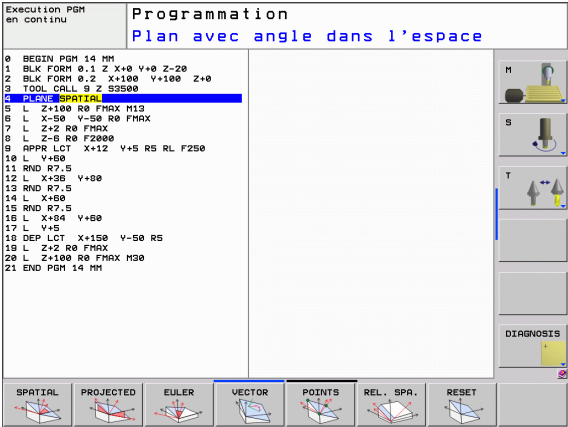 Execution PGM
en continu
Programmation
Plan avec angle dans l'espace
0 BEGIN PGM 14 MM
1 BLK FORM 0.1 Z X+0 Y+0 Z-20
2 BLK FORM 0.2 X+100 Y+100 Z+0
3 TOOL CALL 9 Z S3500
4 PLANE SPATIAL
5 L Z+100 R0 FMAX M13
6 L X-50 Y-50 R0 FMAX
7 L Z+2 R0 FMAX
8 L Z-6 R0 F2000
9 APPR LCT X+12 Y+5 R5 RL F250
10 L Y+60
11 RND R7.5
12 L X+36 Y+80
13 RND R7.5
14 L X+60
15 RND R7.5
16 L X+84 Y+60
17 L Y+5
18 DEP LCT X+150 Y-50 R5
19 L Z+2 R0 FMAX
20 L Z+100 R0 FMAX M30
21 END PGM 14 MM
M
S
T
DIAGNOSIS
SPATIAL PROJECTED EULER VECTOR POINTS REL. SPA. RESET